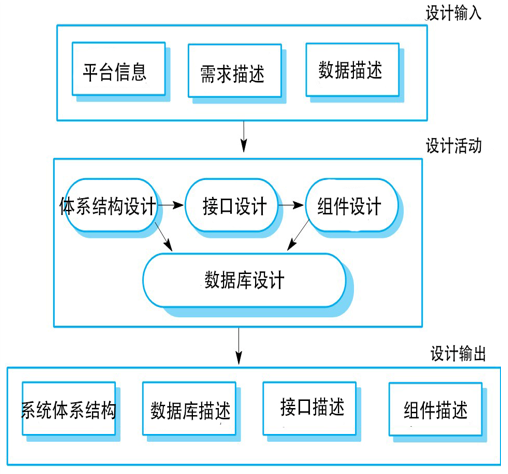 设计输入
平台信息
需求描述
数据描述
设计活动
体系结构设计
接口设计
组件设计
数据库设计
设计输出
系统体系结构
数据库描述
接口描述
组件描述